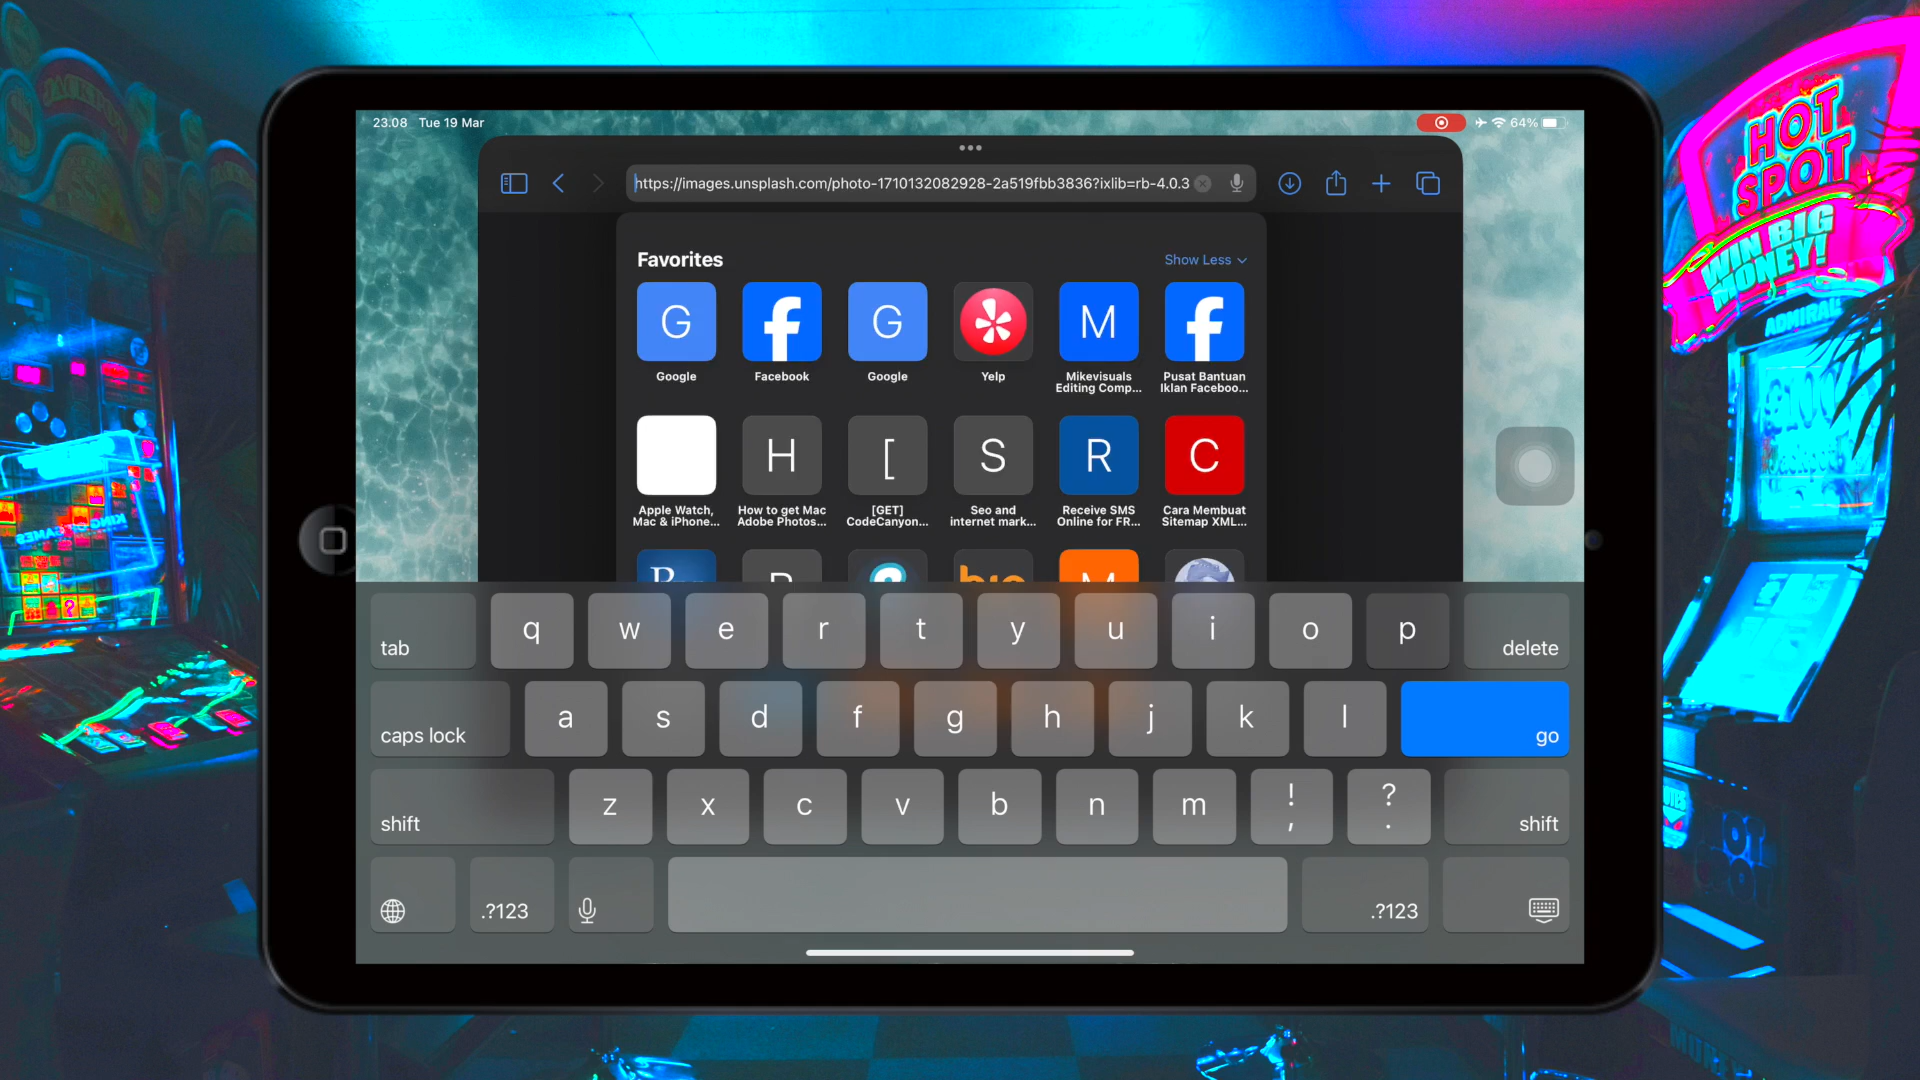 HOT
SPOT
WIN BIG
MONEY!
ADMIRAL
23.08 Tue 19 Mar
64%
https://images.unsplash.com/photo-1710132082928-2a519fbb3836?ixlib=rb-4.0.3
Favorites
Show Less
G f G M f
Google Facebook Google Yelp Mikevisuals Editing Comp... Pusat Bantuan Iklan Faceboo...
H [ S R C
Apple Watch, Mac & iPhone... How to get Mac Adobe Photos... [GET] CodeCanyon... Seo and internet mark... Receive SMS Online for FR... Cara Membuat Sitemap XML...
tab q w e r t y u i o p delete
caps lock a s d f g h j k l go
shift z x c v b n m ! , ? . shift
.?123 .?123